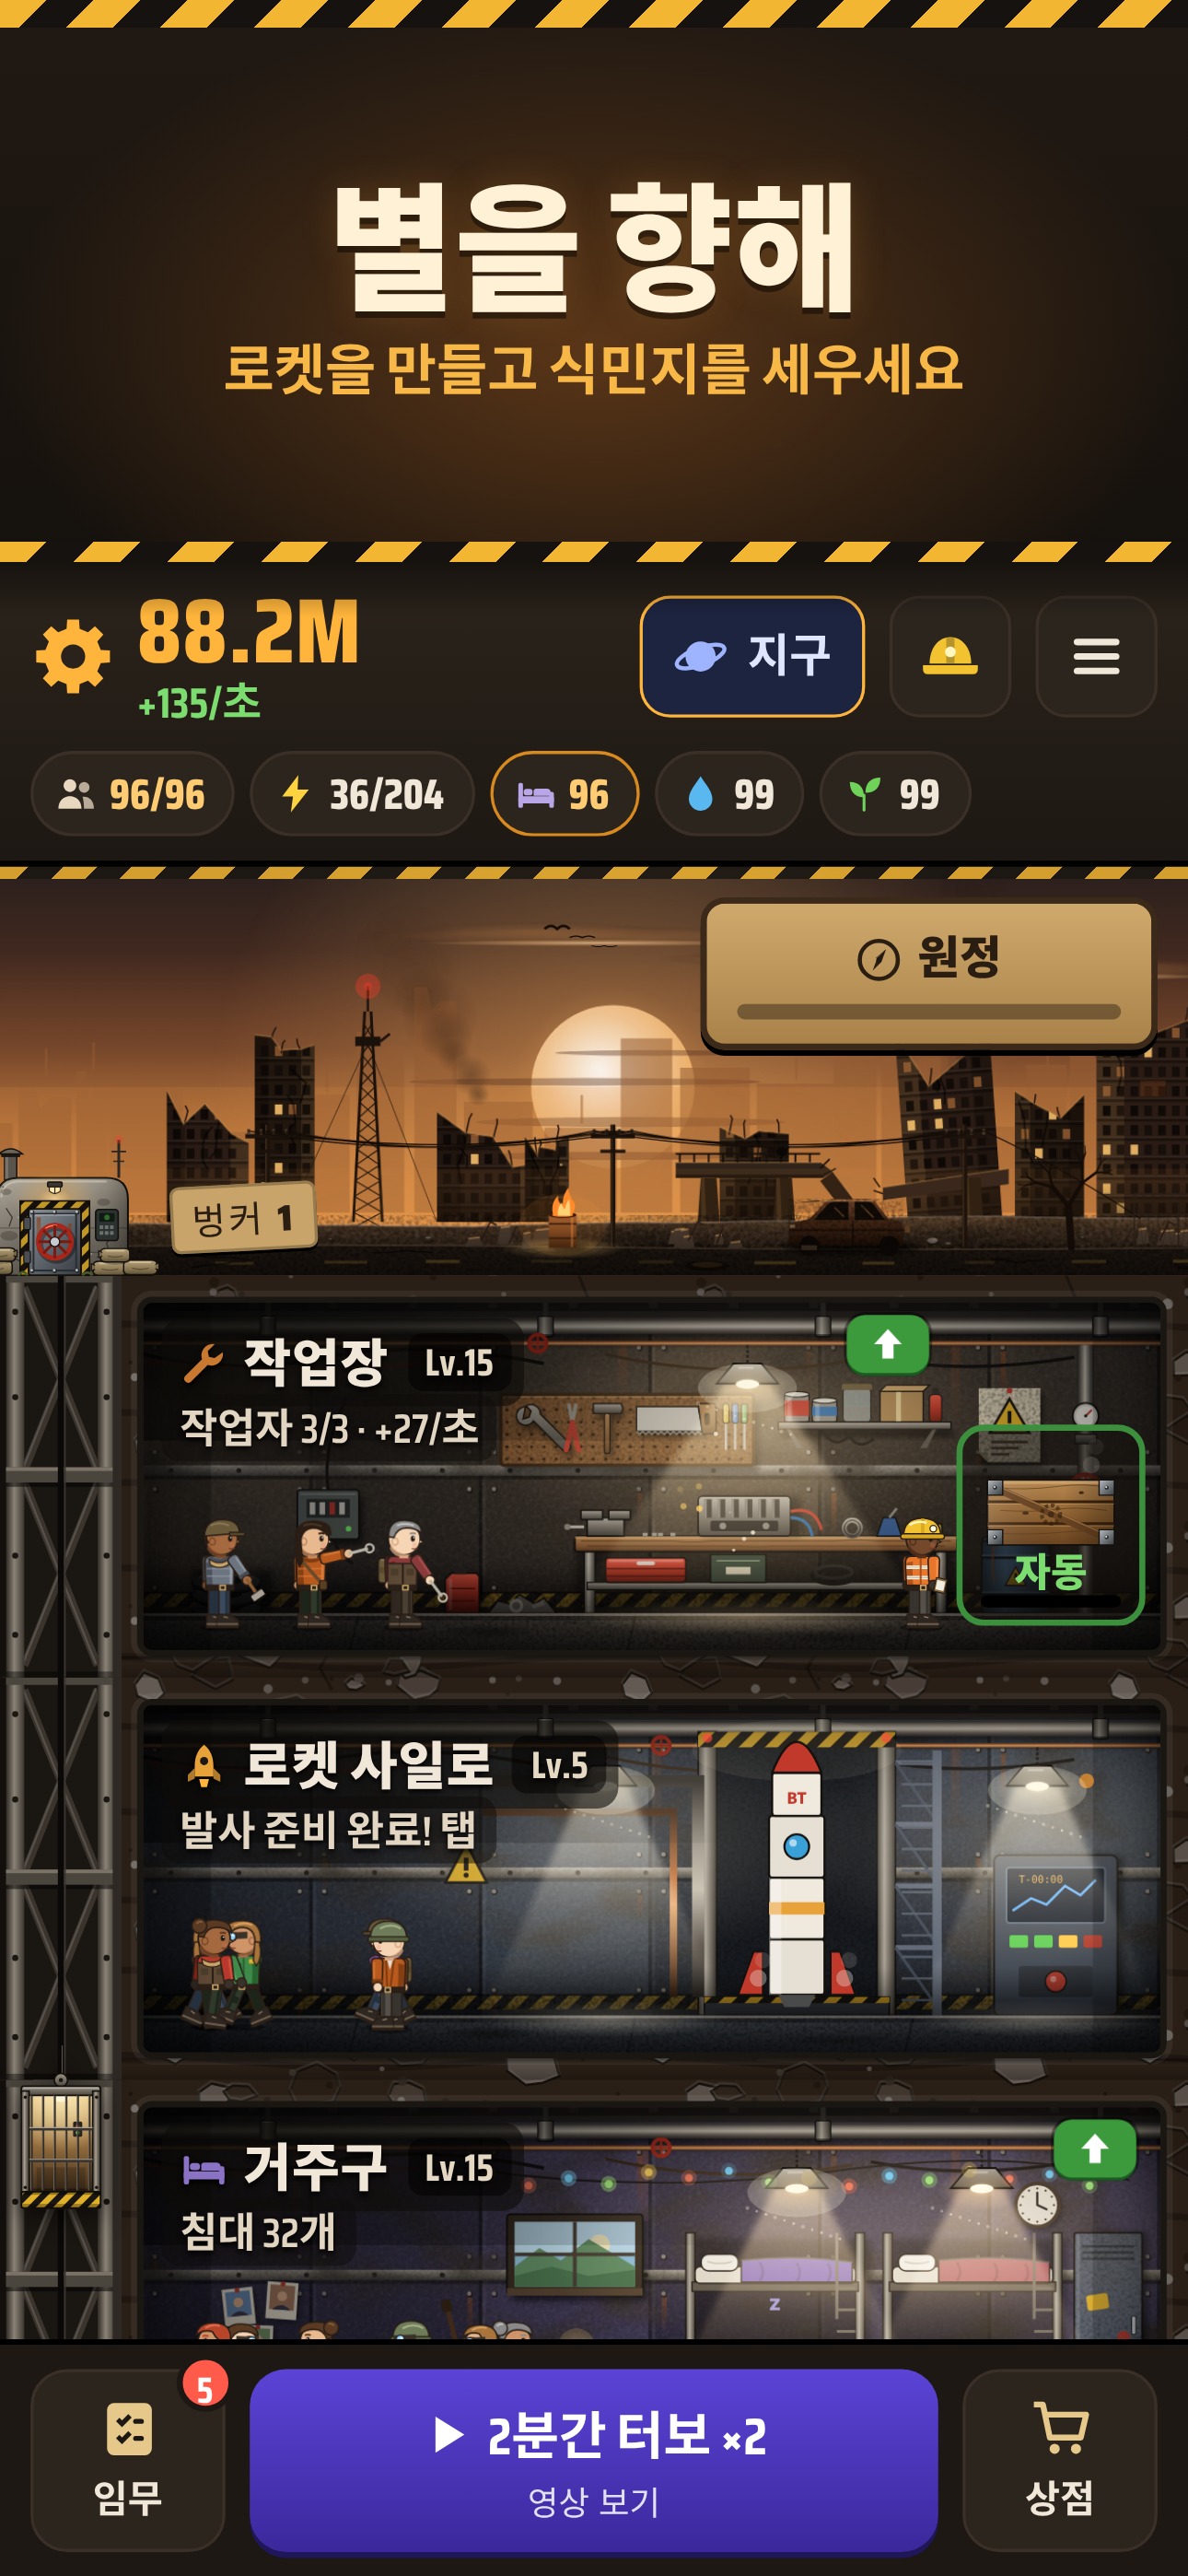 별을 향해
로켓을 만들고 식민지를 세우세요
88.2M
+135/초
지구
96/96
36/204
96
99
99
원정
벙커 1
작업장 Lv.15
작업자 3/3 · +27/초
자동
로켓 사일로 Lv.5
발사 준비 완료! 탭
BT
T-00:00
거주구 Lv.15
침대 32개
z
5
임무
2분간 터보 ×2
영상 보기
상점